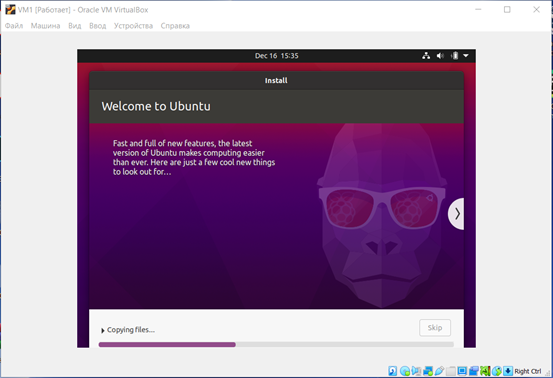 VM1 [Работает] - Oracle VM VirtualBox
Файл Машина Вид Ввод Устройства Справка
Dec 16 15:35
Install
Welcome to Ubuntu
Fast and full of new features, the latest
version of Ubuntu makes computing easier
than ever. Here are just a few cool new things
to look out for...
Copying files...
Skip
Right Ctrl